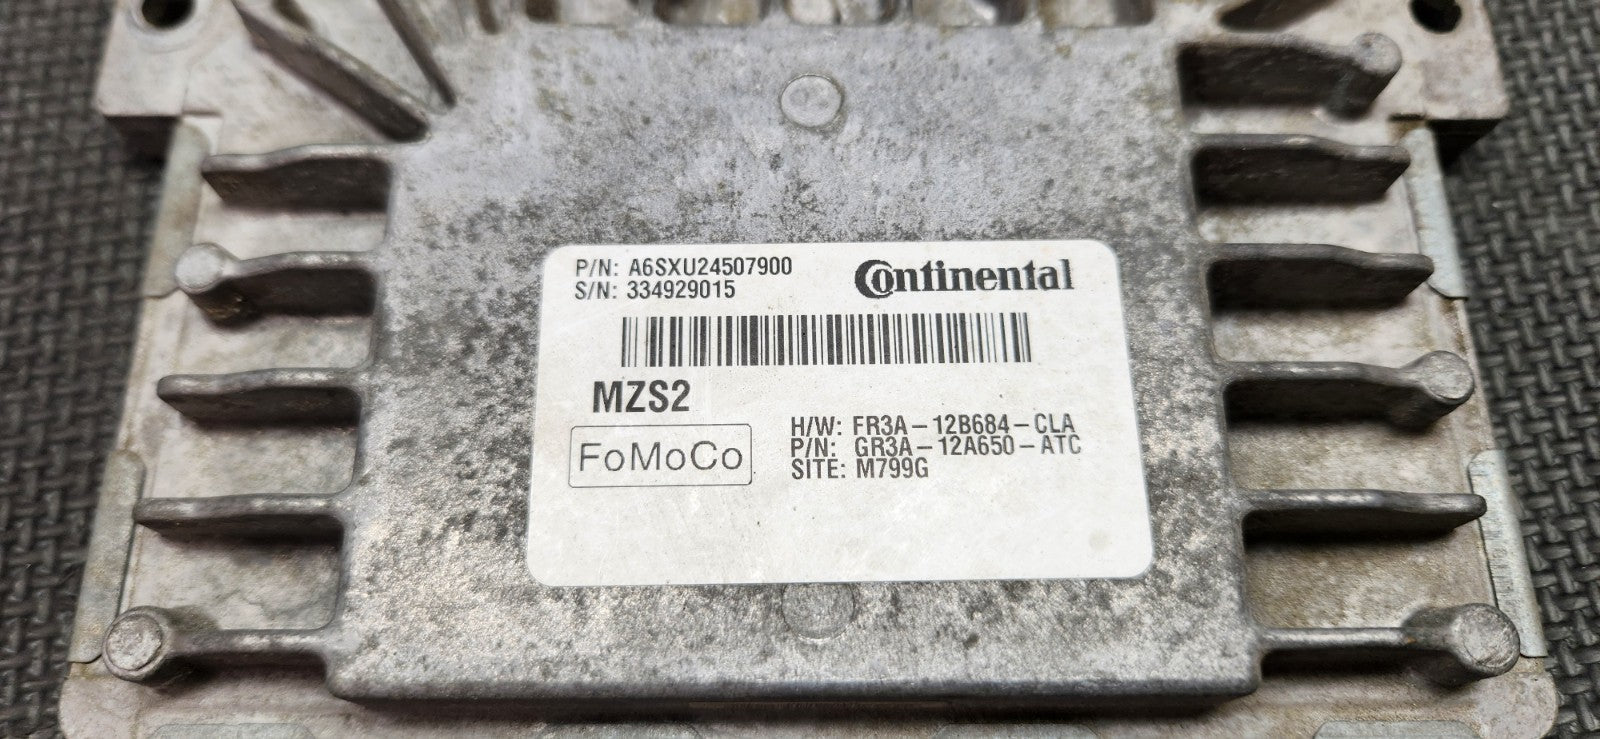 P/N: A6SXU24507900
S/N: 334929015
Continental
MZS2
FoMoCo
H/W: FR3A-12B684-CLA
P/N: GR3A-12A650-ATC
SITE: M799G